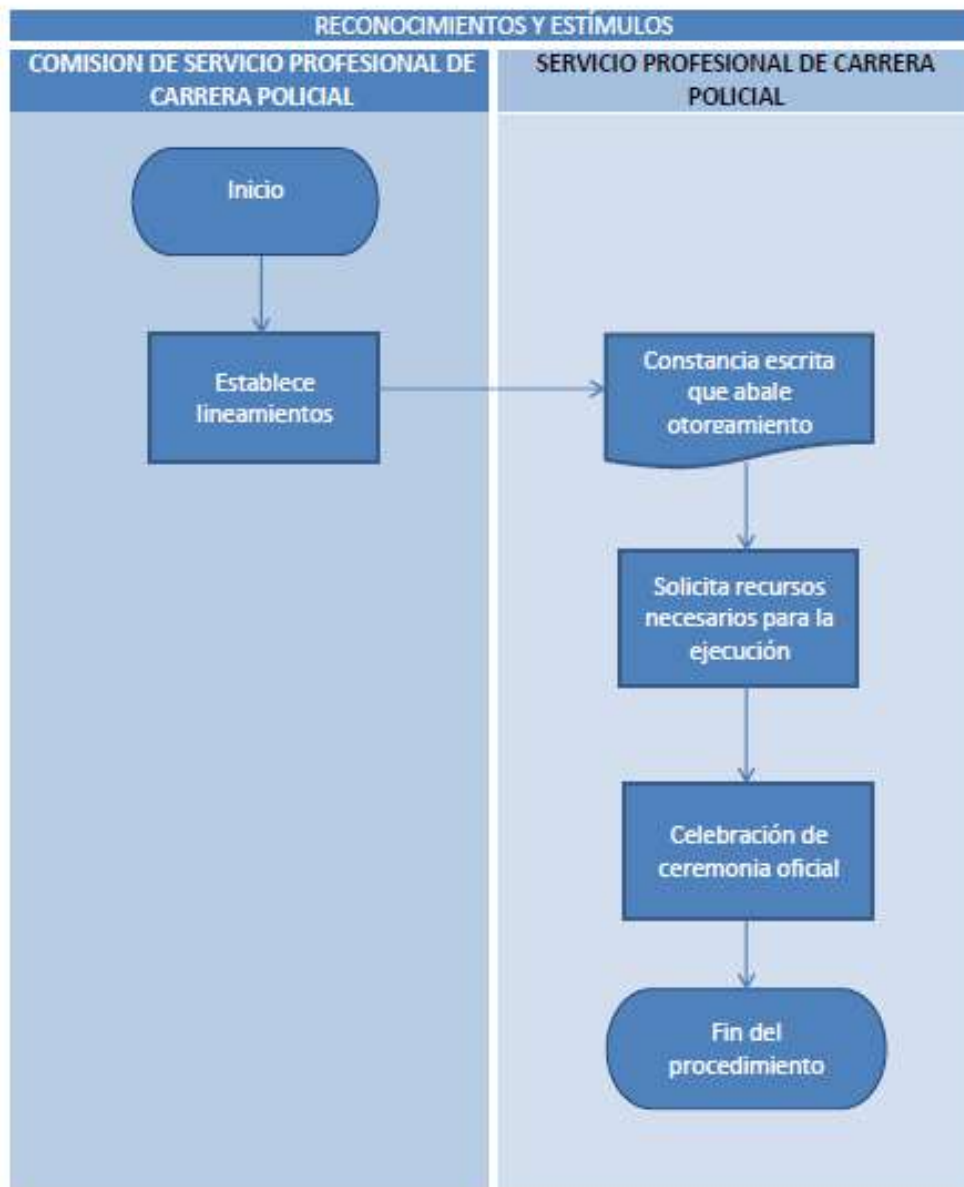 RECONOCIMIENTOS Y ESTÍMULOS
COMISION DE SERVICIO PROFESIONAL DE
CARRERA POLICIAL
SERVICIO PROFESIONAL DE CARRERA
POLICIAL
Inicio
Establece
lineamientos
Constancia escrita
que abale
otorgamiento
Solicita recursos
necesarios para la
ejecución
Celebración de
ceremonia oficial
Fin del
procedimiento